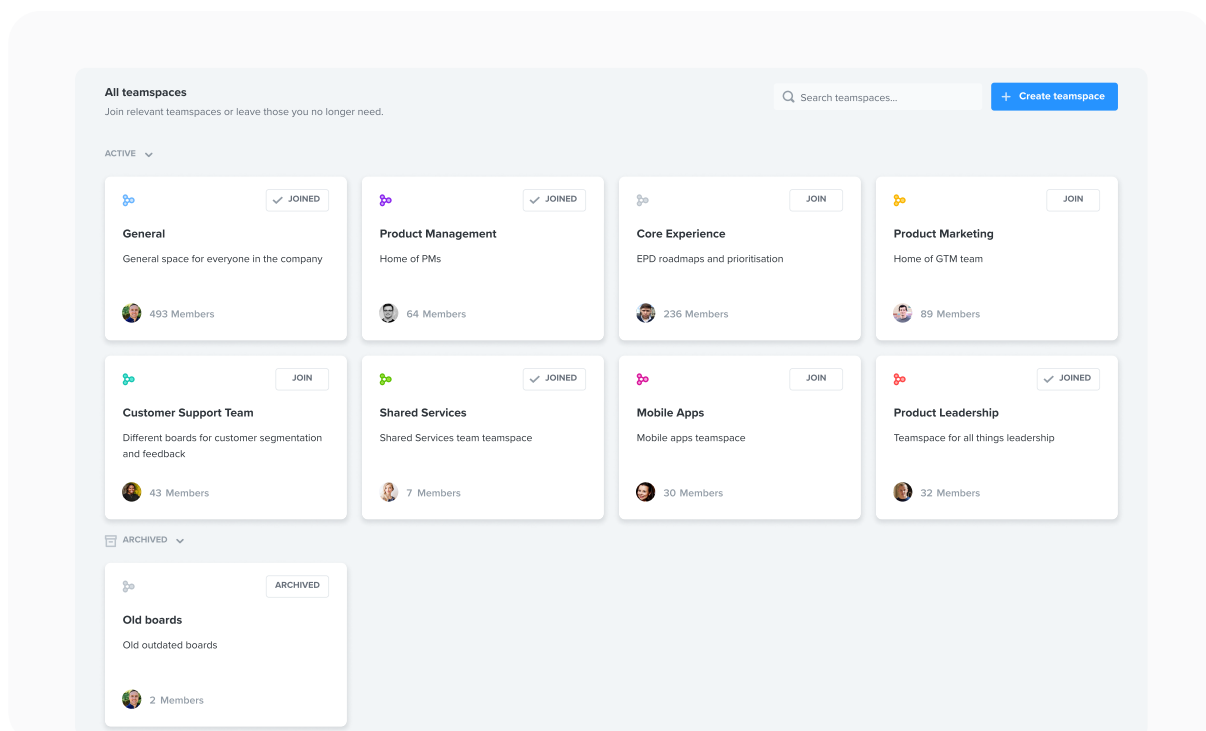 All teamspaces
Join relevant teamspaces or leave those you no longer need.
Search teamspaces...
+ Create teamspace
ACTIVE
JOINED
General
General space for everyone in the company
493 Members
JOINED
Product Management
Home of PMs
64 Members
JOIN
Core Experience
EPD roadmaps and prioritisation
236 Members
JOIN
Product Marketing
Home of GTM team
89 Members
JOIN
Customer Support Team
Different boards for customer segmentation
and feedback
43 Members
JOINED
Shared Services
Shared Services team teamspace
7 Members
JOIN
Mobile Apps
Mobile apps teamspace
30 Members
JOINED
Product Leadership
Teamspace for all things leadership
32 Members
ARCHIVED
ARCHIVED
Old boards
Old outdated boards
2 Members